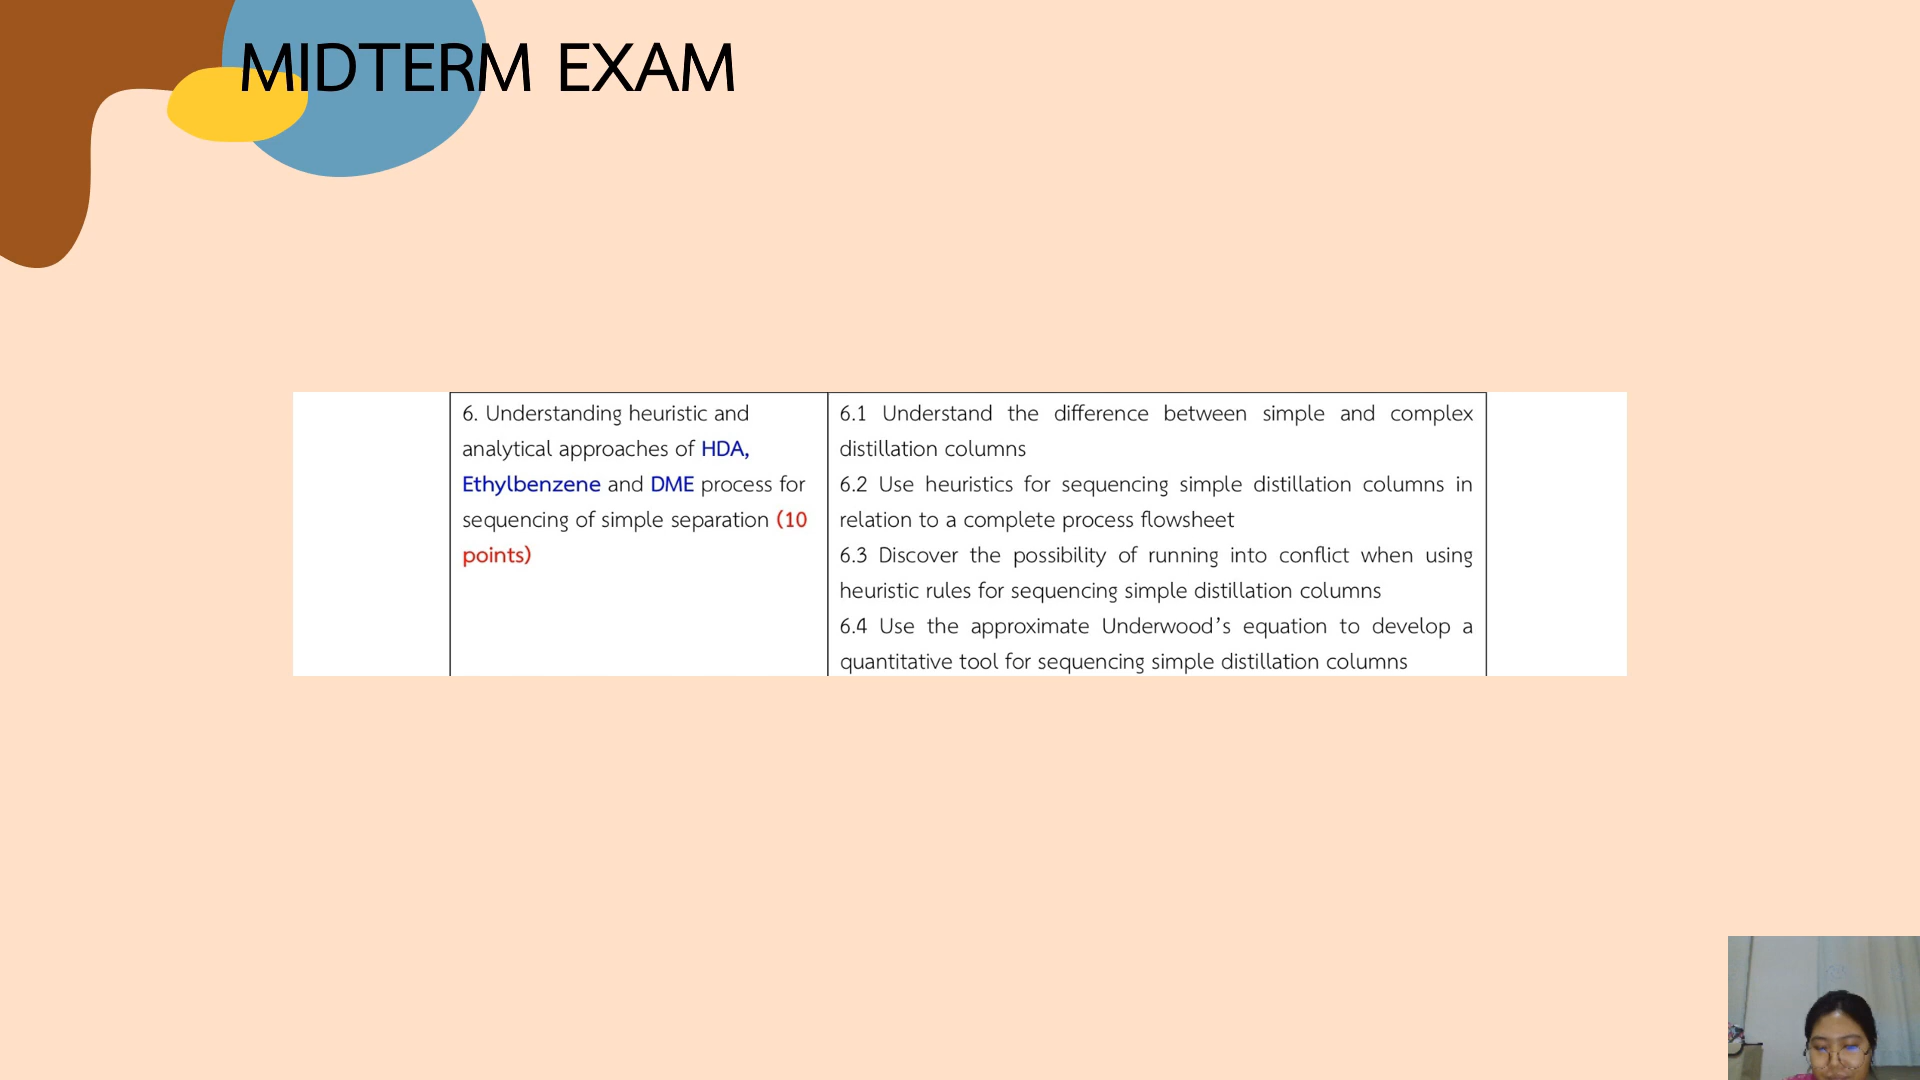 MIDTERM EXAM
6. Understanding heuristic and
analytical approaches of HDA,
Ethylbenzene and DME process for
sequencing of simple separation (10
points)
6.1 Understand the difference between simple and complex
distillation columns
6.2 Use heuristics for sequencing simple distillation columns in
relation to a complete process flowsheet
6.3 Discover the possibility of running into conflict when using
heuristic rules for sequencing simple distillation columns
6.4 Use the approximate Underwood’s equation to develop a
quantitative tool for sequencing simple distillation columns